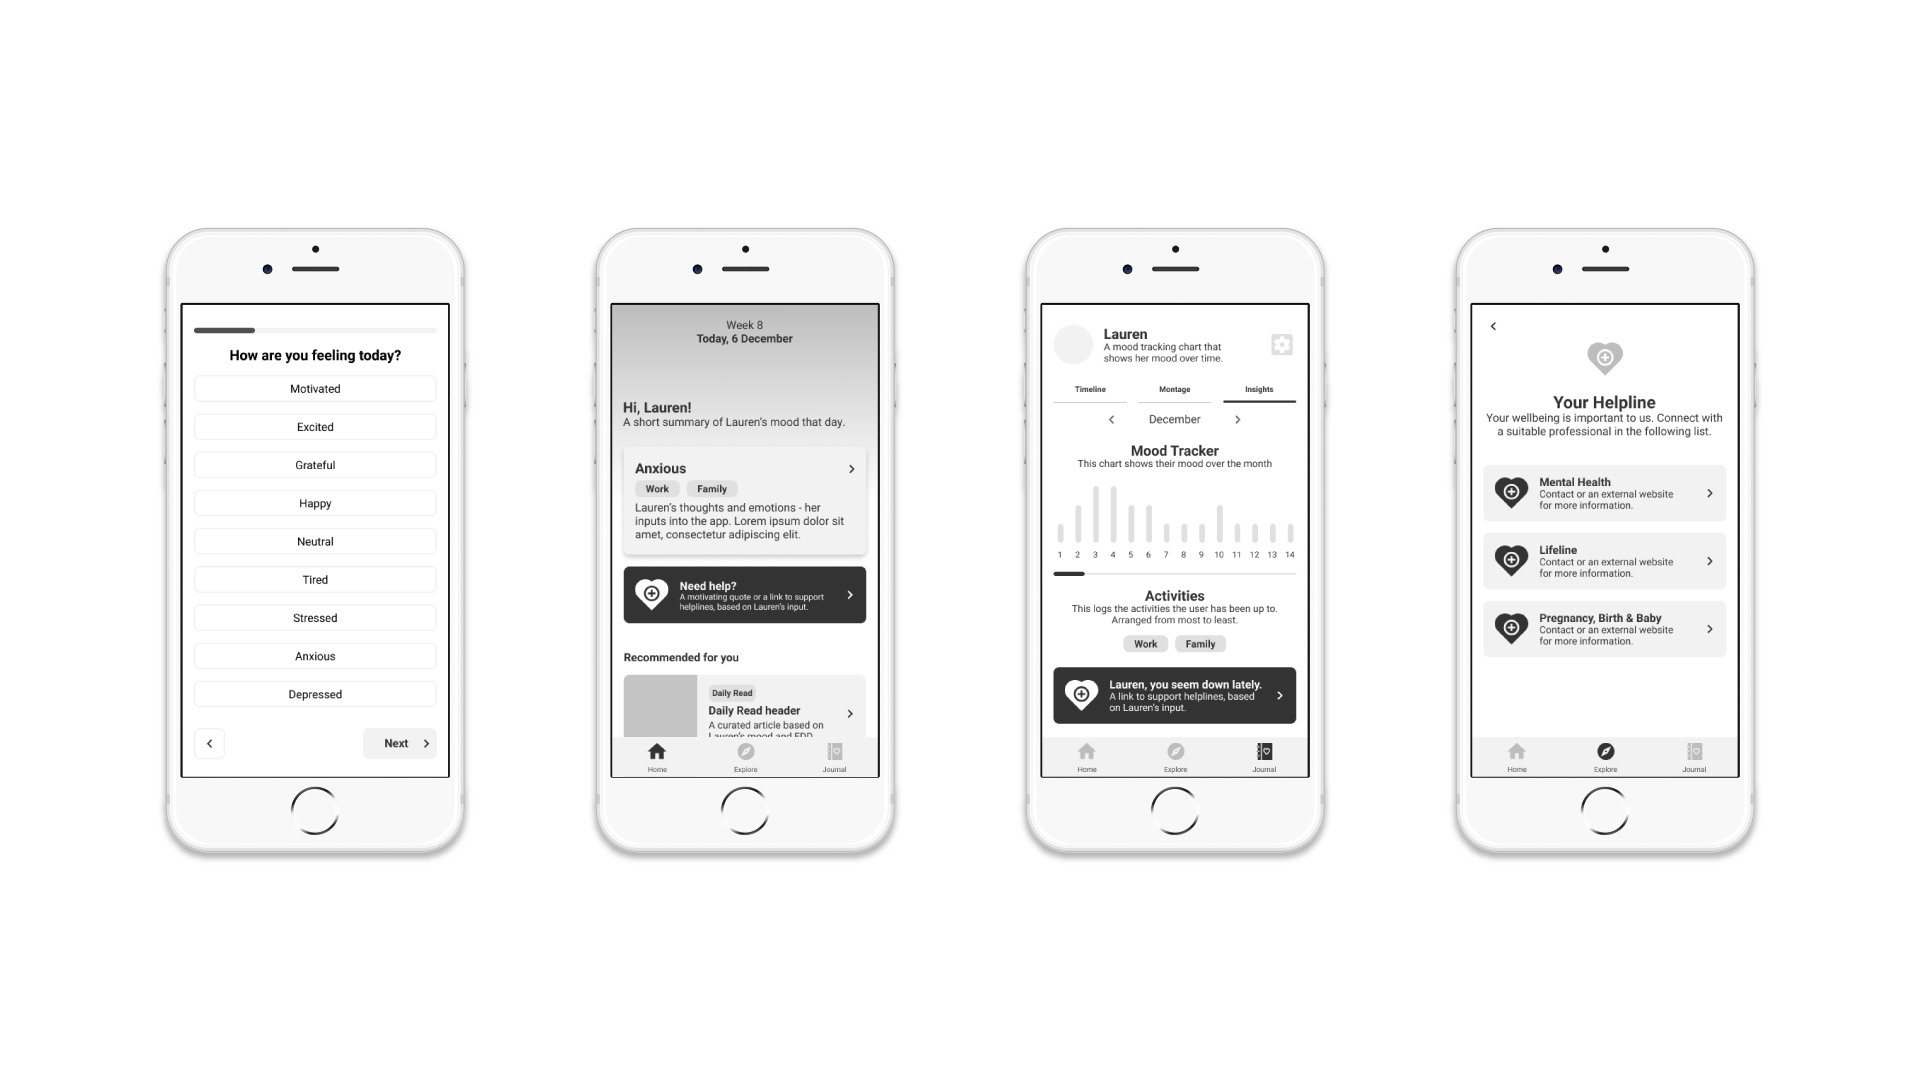 How are you feeling today?
Motivated
Excited
Grateful
Happy
Neutral
Tired
Stressed
Anxious
Depressed
Next
Week 8
Today, 6 December
Hi, Lauren!
A short summary of Lauren's mood that day.
Anxious
Work Family
Lauren's thoughts and emotions - her
inputs into the app. Lorem ipsum dolor sit
amet, consectetur adipiscing elit.
Need help?
A motivating quote or a link to support
helplines, based on Lauren's input.
Recommended for you
Daily Read
Daily Read header
A curated article based on
Lauren's mood and EDD
Home Explore Journal
Lauren
A mood tracking chart that
shows her mood over time.
Timeline Montage Insights
December
Mood Tracker
This chart shows their mood over the month
1 2 3 4 5 6 7 8 9 10 11 12 13 14
Activities
This logs the activities the user has been up to.
Arranged from most to least.
Work Family
Lauren, you seem down lately.
A link to support helplines, based
on Lauren's input.
Home Explore Journal
Your Helpline
Your wellbeing is important to us. Connect with
a suitable professional in the following list.
Mental Health
Contact or an external website
for more information.
Lifeline
Contact or an external website
for more information.
Pregnancy, Birth & Baby
Contact or an external website
for more information.
Home Explore Journal